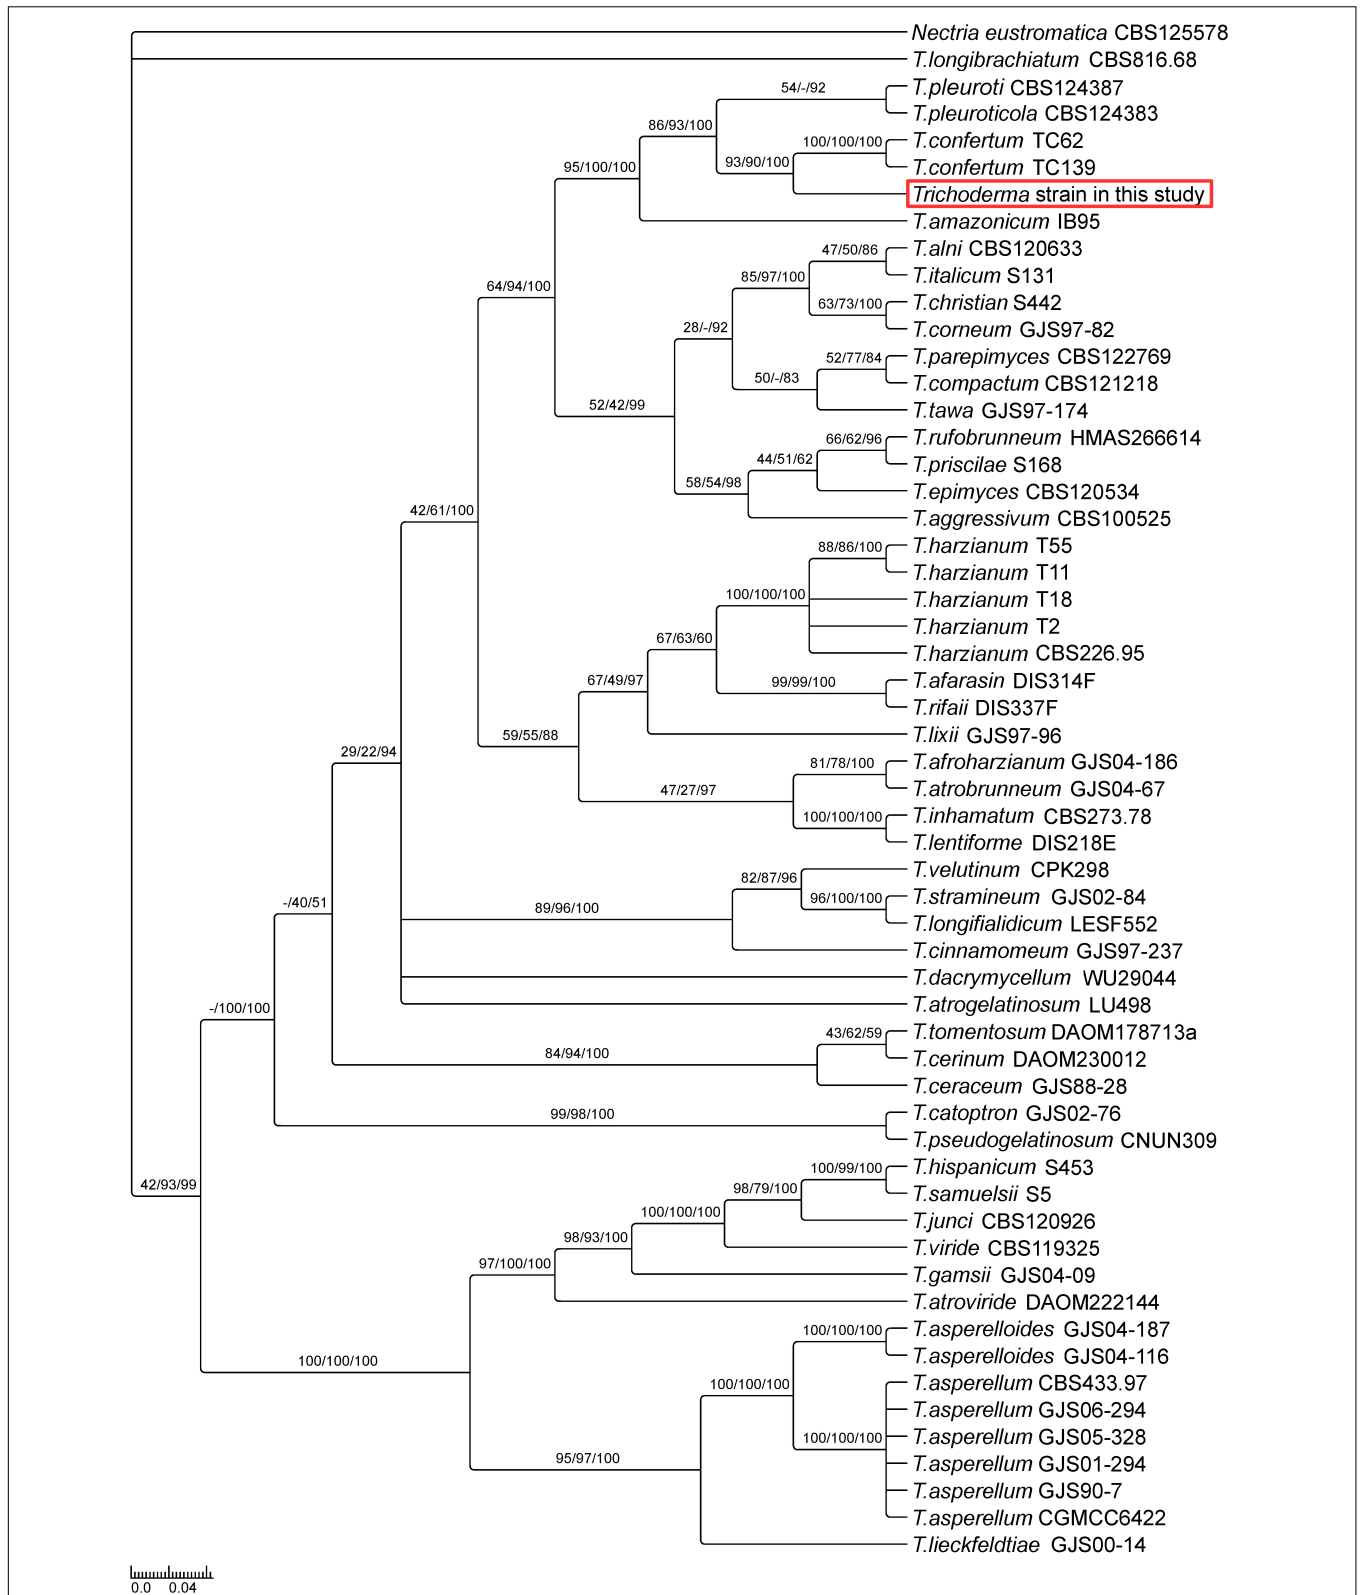 Nectria eustromatica CBS125578
T.longibrachiatum CBS816.68
54/-/92
T.pleuroti CBS124387
T.pleuroticola CBS124383
86/93/100
100/100/100
T.confertum TC62
93/90/100
T.confertum TC139
95/100/100
Trichoderma strain in this study
T.amazonicum IB95
47/50/86
T.alni CBS120633
85/97/100
T.italicum S131
64/94/100
63/73/100
T.christian S442
28/-/92
T.corneum GJS97-82
52/77/84
T.parepimyces CBS122769
50/-/83
T.compactum CBS121218
52/42/99
T.tawa GJS97-174
66/62/96
T.rufobrunneum HMAS266614
44/51/62
T.priscilae S168
58/54/98
T.epimyces CBS120534
42/61/100
T.aggressivum CBS100525
88/86/100
T.harzianum T55
T.harzianum T11
100/100/100
T.harzianum T18
T.harzianum T2
67/63/60
T.harzianum CBS226.95
67/49/97
99/99/100
T.afarasin DIS314F
T.rifaii DIS337F
59/55/88
T.lixii GJS97-96
29/22/94
81/78/100
T.afroharzianum GJS04-186
47/27/97
T.atrobrunneum GJS04-67
100/100/100
T.inhamatum CBS273.78
T.lentiforme DIS218E
82/87/96
T.velutinum CPK298
96/100/100
T.stramineum GJS02-84
-/40/51
89/96/100
T.longifialidicum LESF552
T.cinnamomeum GJS97-237
T.dacrymycellum WU29044
-/100/100
T.atrogelatinosum LU498
43/62/59
T.tomentosum DAOM178713a
84/94/100
T.cerinum DAOM230012
T.ceraceum GJS88-28
99/98/100
T.catoptron GJS02-76
T.pseudogelatinosum CNUN309
100/99/100
T.hispanicum S453
42/93/99
98/79/100
T.samuelsii S5
100/100/100
T.junci CBS120926
98/93/100
T.viride CBS119325
97/100/100
T.gamsii GJS04-09
T.atroviride DAOM222144
100/100/100
T.asperelloides GJS04-187
100/100/100
T.asperelloides GJS04-116
100/100/100
T.asperellum CBS433.97
T.asperellum GJS06-294
100/100/100
T.asperellum GJS05-328
95/97/100
T.asperellum GJS01-294
T.asperellum GJS90-7
T.asperellum CGMCC6422
T.lieckfeldtiae GJS00-14
0.0 0.04